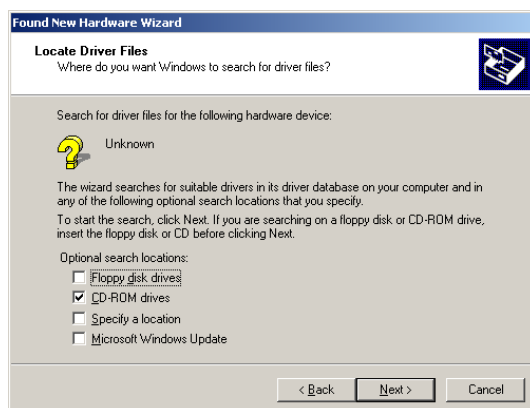 Found New Hardware Wizard
Locate Driver Files
Where do you want Windows to search for driver files?
Search for driver files for the following hardware device:
Unknown
The wizard searches for suitable drivers in its driver database on your computer and in
any of the following optional search locations that you specify.
To start the search, click Next. If you are searching on a floppy disk or CD-ROM drive,
insert the floppy disk or CD before clicking Next.
Optional search locations:
Floppy disk drives
CD-ROM drives
Specify a location
Microsoft Windows Update
< Back Next > Cancel